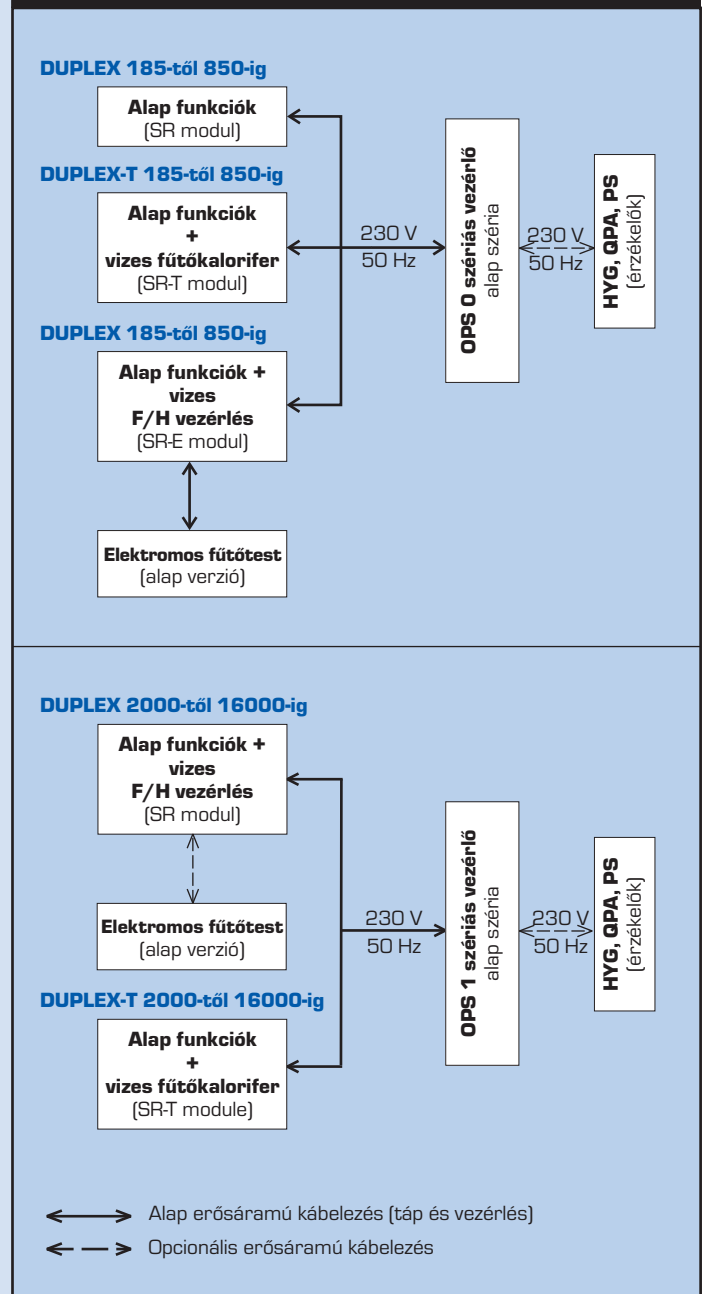 DUPLEX 185-től 850-ig
Alap funkciók
(SR modul)
DUPLEX-T 185-től 850-ig
Alap funkciók
+
vizes fűtőkalorifer
(SR-T modul)
230 V
50 Hz
OPS 0 szériás vezérlő
alap széria
230 V
50 Hz
HYG, QPA, PS
(érzékelők)
DUPLEX 185-től 850-ig
Alap funkciók +
vizes
F/H vezérlés
(SR-E modul)
Elektromos fűtőtest
(alap verzió)
DUPLEX 2000-től 16000-ig
Alap funkciók +
vizes
F/H vezérlés
(SR modul)
Elektromos fűtőtest
(alap verzió)
230 V
50 Hz
OPS 1 szériás vezérlő
alap széria
230 V
50 Hz
HYG, QPA, PS
(érzékelők)
DUPLEX-T 2000-től 16000-ig
Alap funkciók
+
vizes fűtőkalorifer
(SR-T module)
Alap erősáramú kábelezés (táp és vezérlés)
Opcionális erősáramú kábelezés